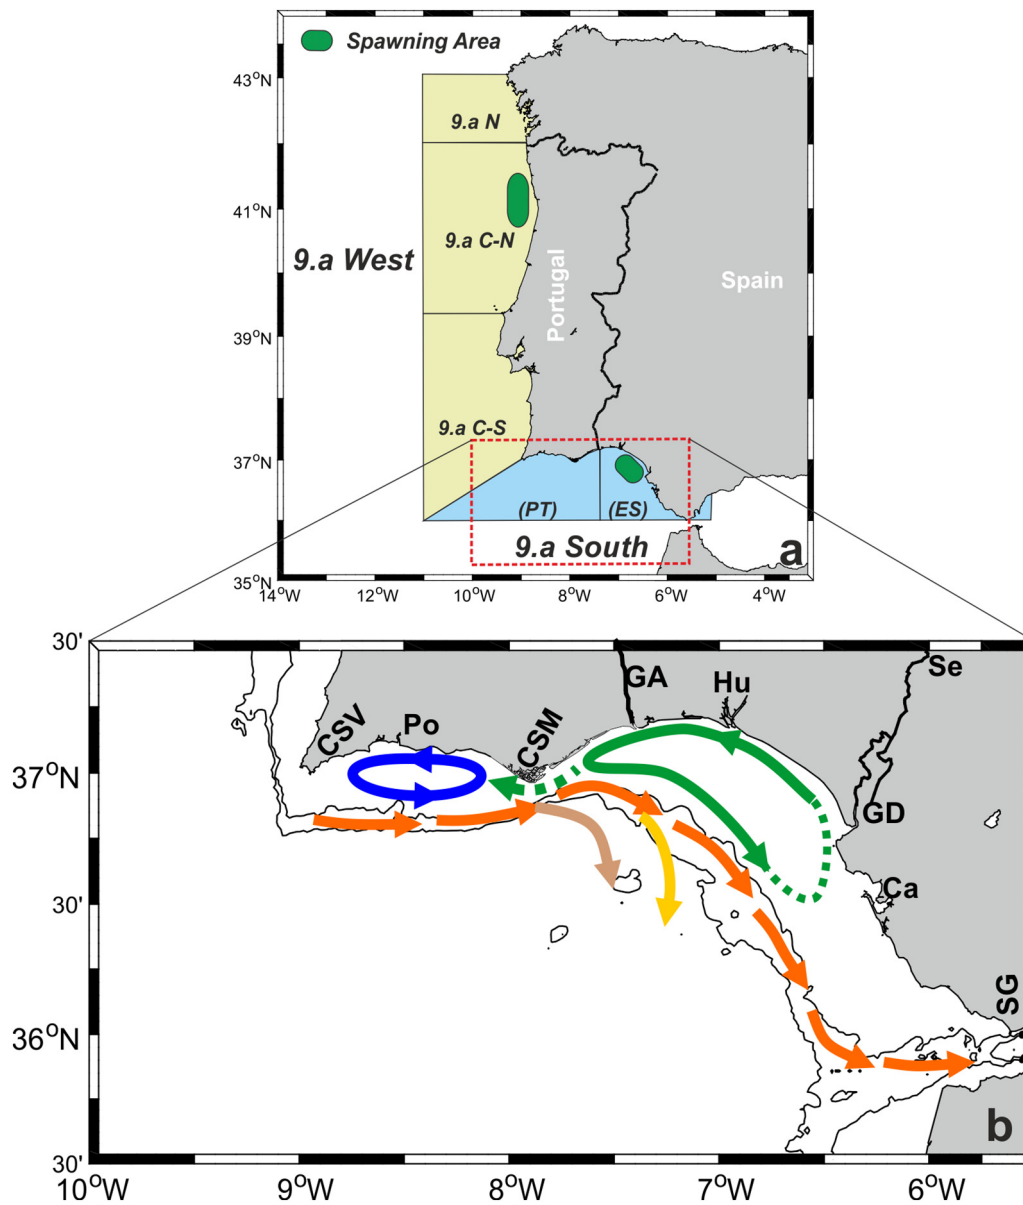 Spawning Area
43°N
41°N
39°N
37°N
35°N
9.a N
9.a C-N
9.a West
9.a C-S
Portugal
Spain
(PT)
(ES)
9.a South
a
14°W
12°W
10°W
8°W
6°W
4°W
30'
37°N
30'
36°N
30'
CSV
Po
CSM
GA
Hu
Se
GD
Ca
SG
b
10°W
9°W
8°W
7°W
6°W